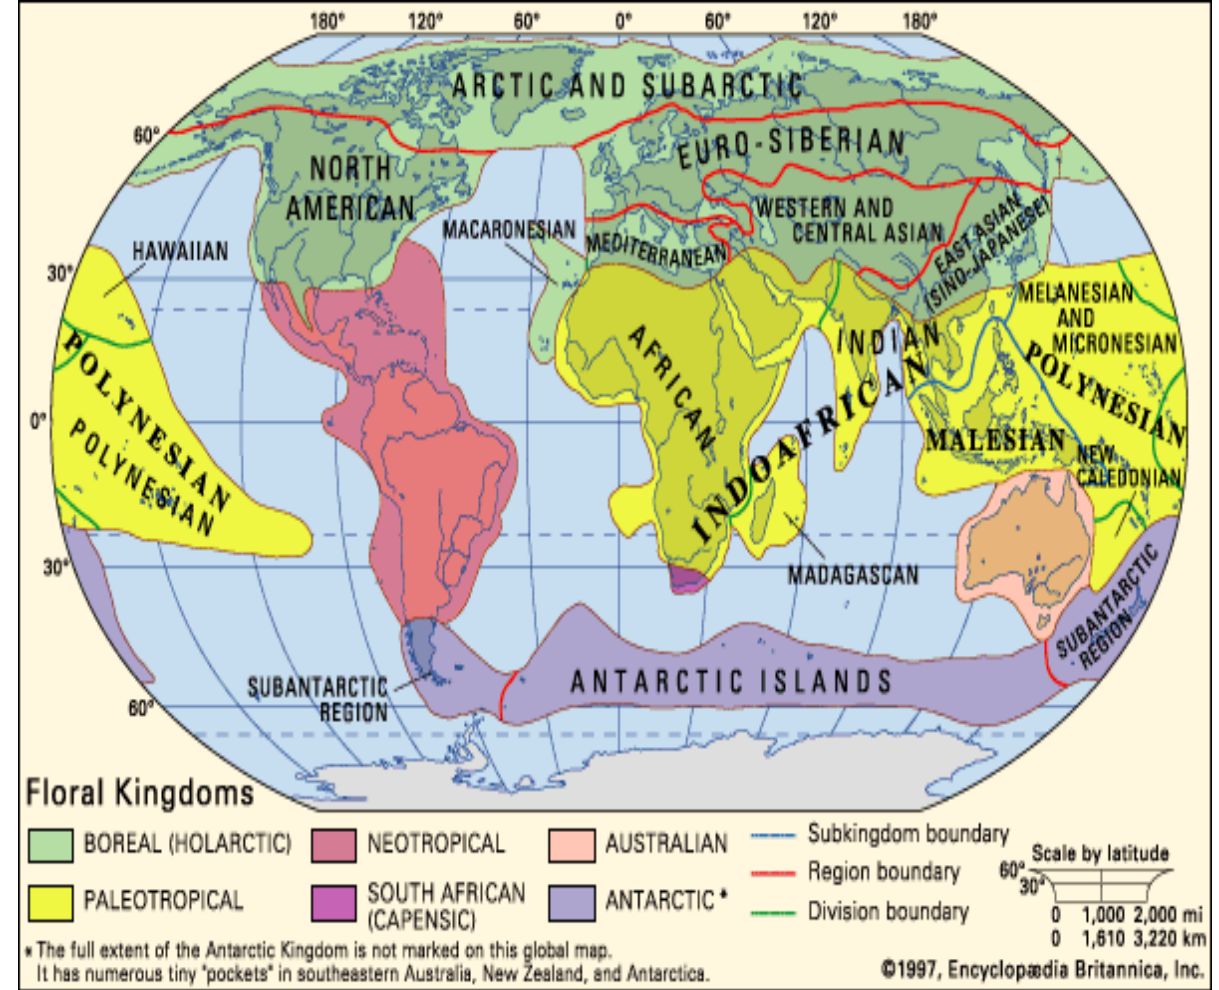 180° 120° 60° 0° 60° 120° 180°
ARCTIC AND SUBARCTIC
60°
EURO-SIBERIAN
NORTH
AMERICAN
WESTERN AND
CENTRAL ASIAN
EAST ASIAN
(SINO-JAPANESE)
MACARONESIAN
MEDITERRANEAN
HAWAIIAN
30°
MELANESIAN
AND
MICRONESIAN
INDIAN
AFRICAN
INDOAFRICAN
POLYNESIAN
POLYNESIAN
POLYNESIAN
0°
MALESIAN
NEW
CALEDONIAN
30°
MADAGASCAN
SUBANTARCTIC
REGION
ANTARCTIC ISLANDS
SUBANTARCTIC
REGION
60°
Floral Kingdoms
BOREAL (HOLARCTIC)
NEOTROPICAL
AUSTRALIAN
PALEOTROPICAL
SOUTH AFRICAN
(CAPENSIC)
ANTARCTIC *
Subkingdom boundary
Region boundary
Division boundary
Scale by latitude
60°
30°
0 1,000 2,000 mi
0 1,610 3,220 km
* The full extent of the Antarctic Kingdom is not marked on this global map.
It has numerous tiny "pockets" in southeastern Australia, New Zealand, and Antarctica.
©1997, Encyclopædia Britannica, Inc.